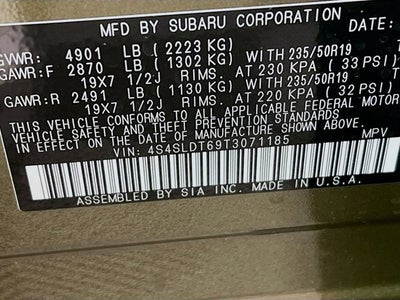 MFD BY SUBARU CORPORATION DATE:
GVWR: 4901 LB (2223 KG)
GAWR:F 2870 LB (1302 KG) WITH 235/50R19
19X7 1/2J RIMS. AT 230 KPA (33 PSI)
GAWR:R 2491 LB (1130 KG) WITH 235/50R19
19X7 1/2J RIMS. AT 220 KPA (32 PSI)
THIS VEHICLE CONFORMS TO ALL APPLICABLE FEDERAL MOTOR
VEHICLE SAFETY AND THEFT PREVENTION STANDARDS
IN EFFECT ON THE DATE OF MANUFACTURE SHOWN ABOVE.
VIN: 4S4SLDT69T3071185 MPV
ASSEMBLED BY SIA INC. MADE IN U.S.A.